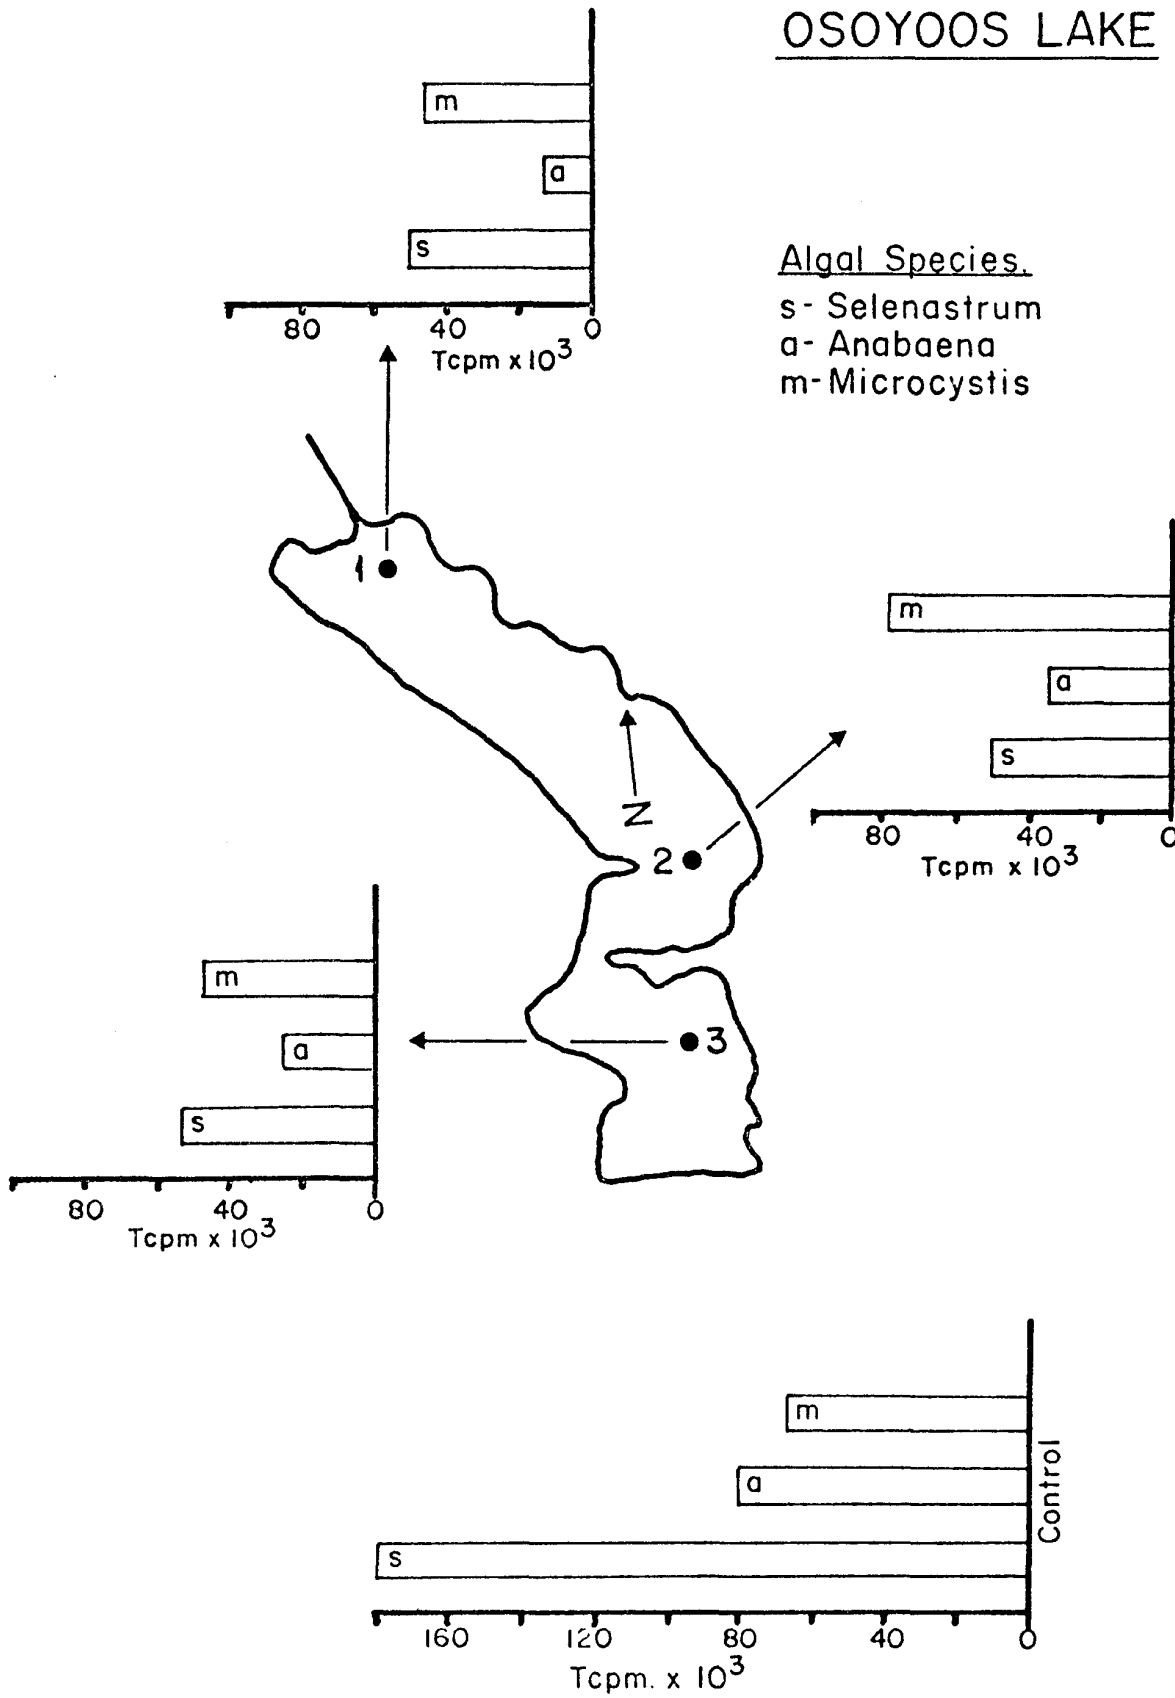 OSOYOOS LAKE
m
a
s
80 40 0
Tcpm x 10³
Algal Species.
s- Selenastrum
a- Anabaena
m- Microcystis
1
N
2
3
m
a
s
80 40 0
Tcpm x 10³
m
a
s
80 40 0
Tcpm x 10³
m
a
s
Control
160 120 80 40 0
Tcpm. x 10³